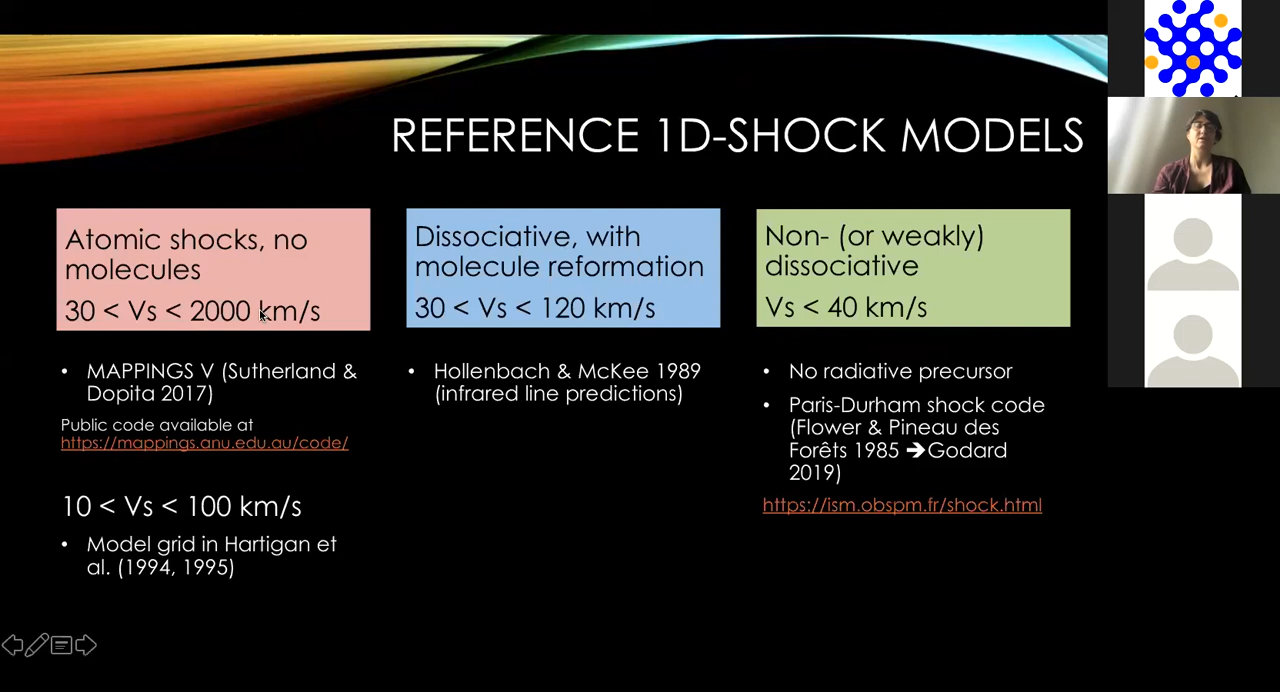 REFERENCE 1D-SHOCK MODELS
Atomic shocks, no
molecules
30 < Vs < 2000 km/s
• MAPPINGS V (Sutherland &
Dopita 2017)
Public code available at
https://mappings.anu.edu.au/code/
10 < Vs < 100 km/s
• Model grid in Hartigan et
al. (1994, 1995)
Dissociative, with
molecule reformation
30 < Vs < 120 km/s
• Hollenbach & McKee 1989
(infrared line predictions)
Non- (or weakly)
dissociative
Vs < 40 km/s
• No radiative precursor
• Paris-Durham shock code
(Flower & Pineau des
Forêts 1985 ➔Godard
2019)
https://ism.obspm.fr/shock.html